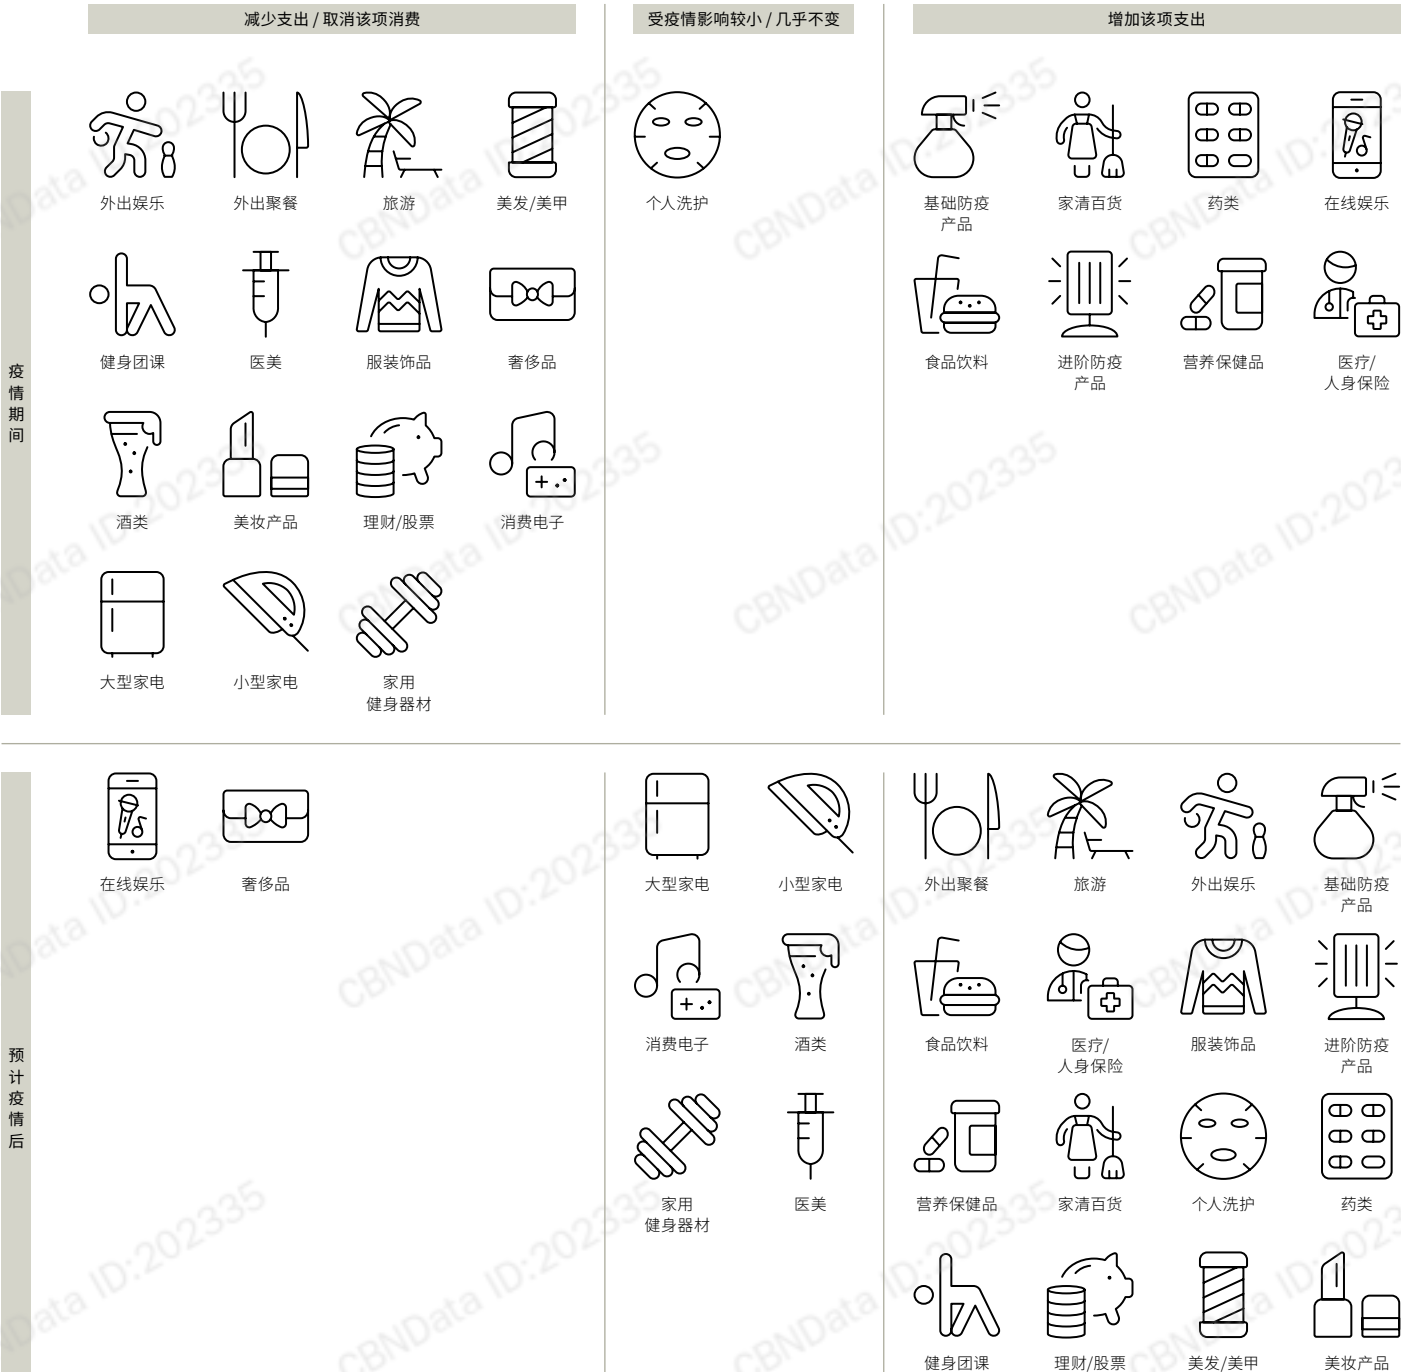 减少支出 / 取消该项消费
受疫情影响较小 / 几乎不变
增加该项支出
疫情期间
外出娱乐
外出聚餐
旅游
美发/美甲
个人洗护
基础防疫
产品
家清百货
药类
在线娱乐
健身团课
医美
服装饰品
奢侈品
食品饮料
进阶防疫
产品
营养保健品
医疗/
人身保险
酒类
美妆产品
理财/股票
消费电子
大型家电
小型家电
家用
健身器材
预计疫情后
在线娱乐
奢侈品
大型家电
小型家电
外出聚餐
旅游
外出娱乐
基础防疫
产品
消费电子
酒类
食品饮料
医疗/
人身保险
服装饰品
进阶防疫
产品
家用
健身器材
医美
营养保健品
家清百货
个人洗护
药类
健身团课
理财/股票
美发/美甲
美妆产品
CBNData ID:202335